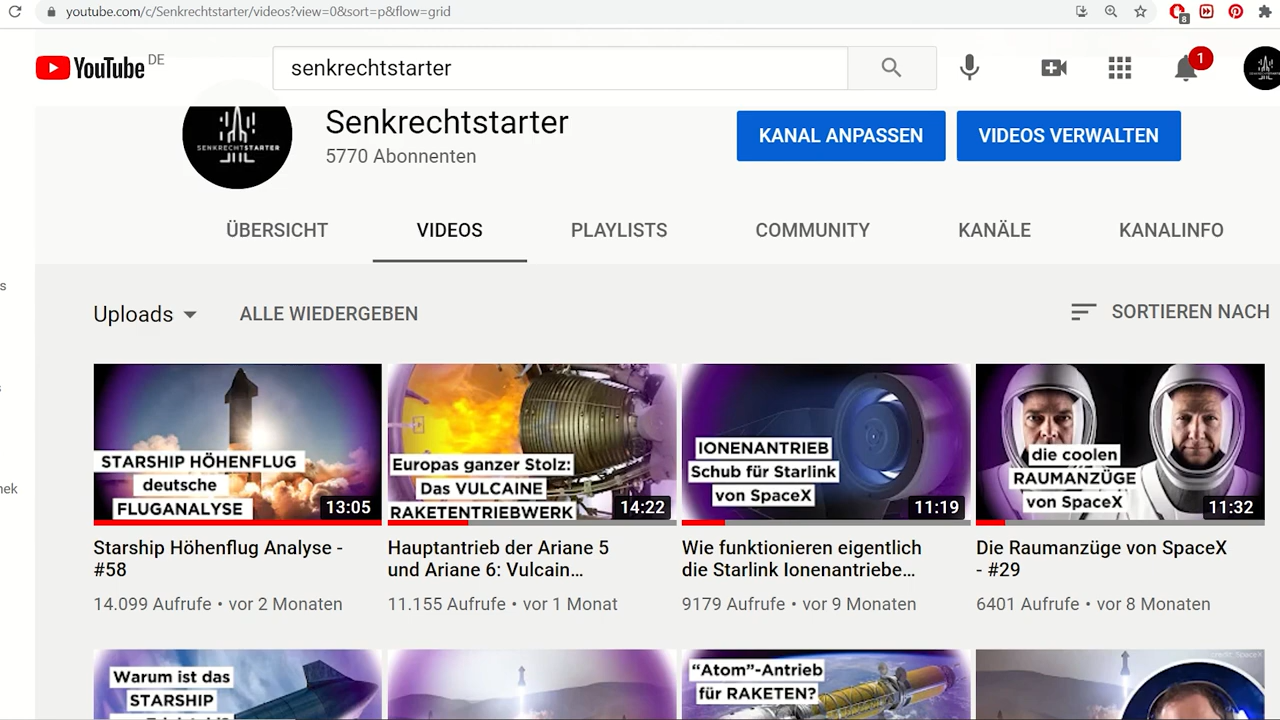 youtube.com/c/Senkrechtstarter/videos?view=0&sort=p&flow=grid
8
YouTube DE
senkrechtstarter
1
SENKRECHTSTARTER
Senkrechtstarter
5770 Abonnenten
KANAL ANPASSEN
VIDEOS VERWALTEN
ÜBERSICHT
VIDEOS
PLAYLISTS
COMMUNITY
KANÄLE
KANALINFO
Uploads
ALLE WIEDERGEBEN
SORTIEREN NACH
STARSHIP HÖHENFLUG
deutsche
FLUGANALYSE
13:05
Starship Höhenflug Analyse -
#58
14.099 Aufrufe • vor 2 Monaten
Europas ganzer Stolz:
Das VULCAINE
RAKETENTRIEBWERK
14:22
Hauptantrieb der Ariane 5
und Ariane 6: Vulcain...
11.155 Aufrufe • vor 1 Monat
IONENANTRIEB
Schub für Starlink
von SpaceX
11:19
Wie funktionieren eigentlich
die Starlink Ionenantriebe...
9179 Aufrufe • vor 9 Monaten
die coolen
RAUMANZÜGE
von SpaceX
11:32
Die Raumanzüge von SpaceX
- #29
6401 Aufrufe • vor 8 Monaten
Warum ist das
STARSHIP
"Atom"-Antrieb
für RAKETEN?
credit: SpaceX